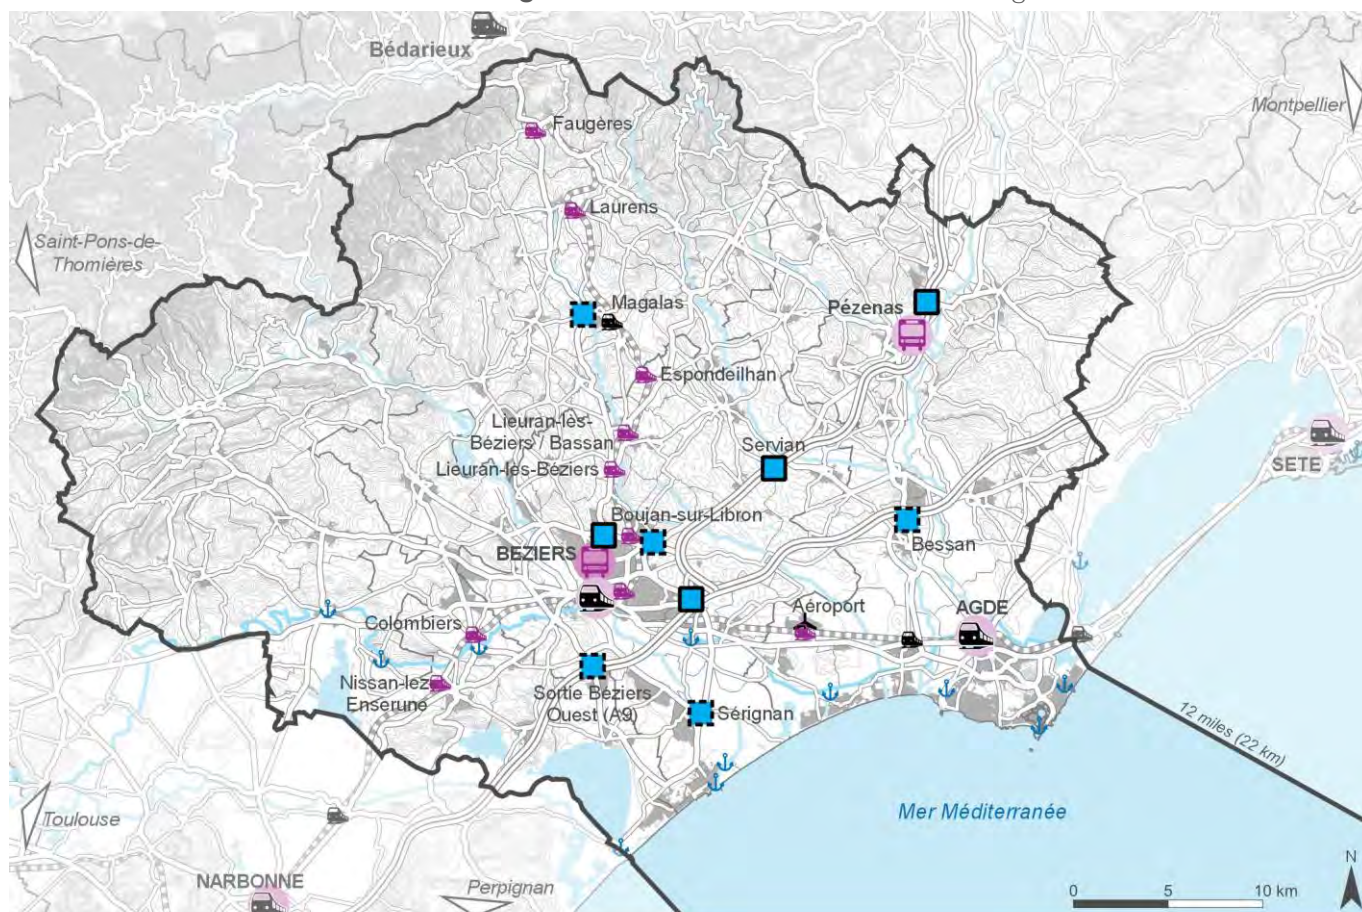 Bédarieux
Montpellier
Faugères
Laurens
Saint-Pons-de-
Thomières
Magalas
Pézenas
Espondeilhan
Lieuran-lès-
Béziers Bassan
Lieuran-lès-Béziers
Servian
SETE
Boujan-sur-Libron
BEZIERS
Bessan
Colombiers
Aéroport
AGDE
Nissan-lez-
Enserune
Sortie Béziers
Ouest (A9)
Sérignan
12 miles (22 km)
Toulouse
Mer Méditerranée
NARBONNE
Perpignan
N
0 5 10 km